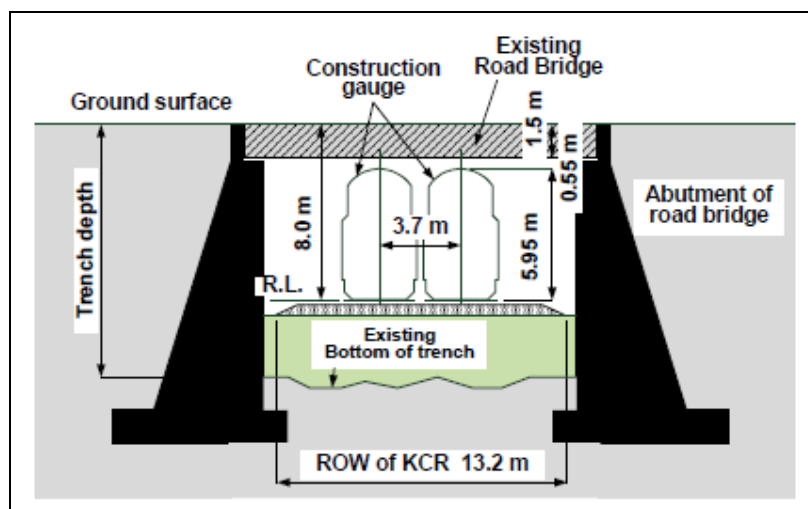 Existing
Road Bridge
Construction
gauge
Ground surface
1.5 m
0.55 m
Abutment of
road bridge
Trench depth
8.0 m
3.7 m
5.95 m
R.L.
Existing
Bottom of trench
ROW of KCR 13.2 m